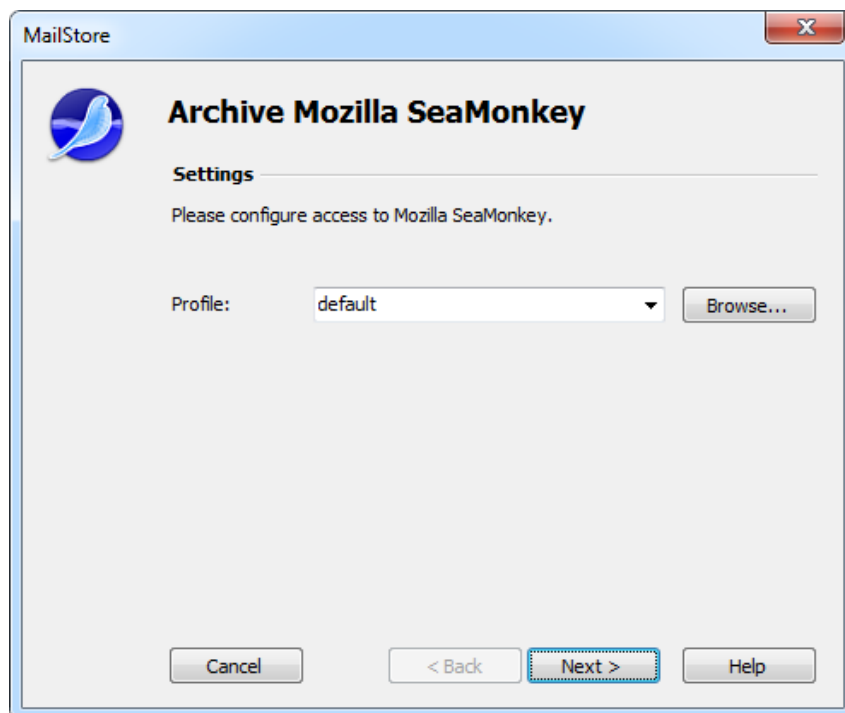 MailStore
Archive Mozilla SeaMonkey
Settings
Please configure access to Mozilla SeaMonkey.
Profile: default Browse...
Cancel < Back Next > Help